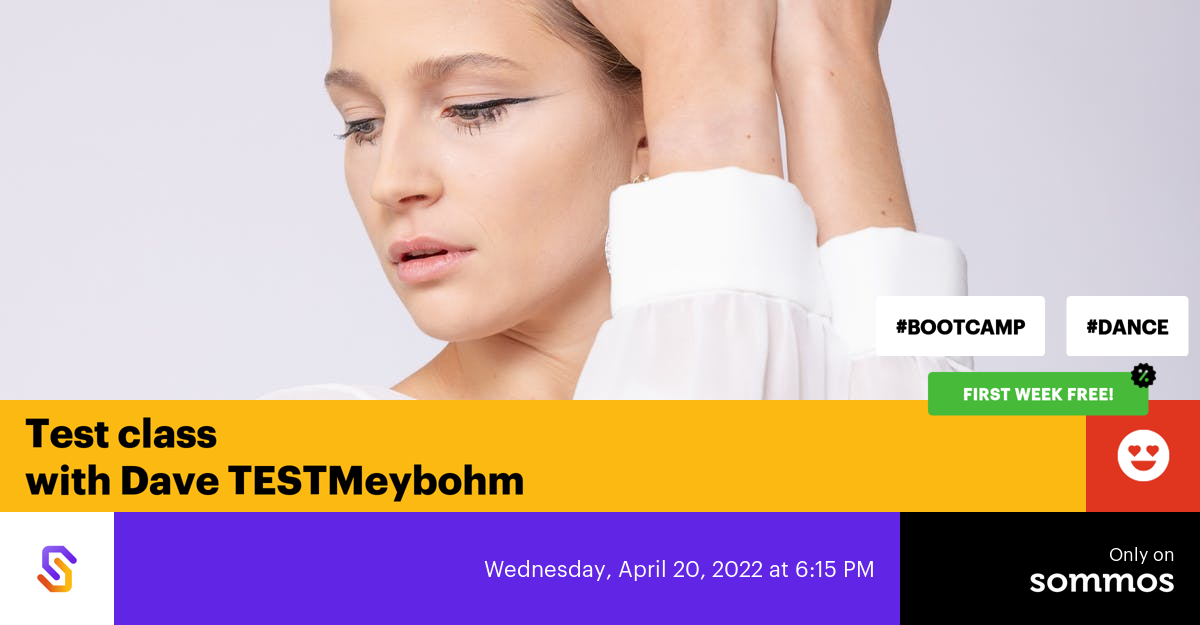 #BOOTCAMP #DANCE
FIRST WEEK FREE!
Test class
with Dave TESTMeybohm
Wednesday, April 20, 2022 at 6:15 PM
Only on
sommos